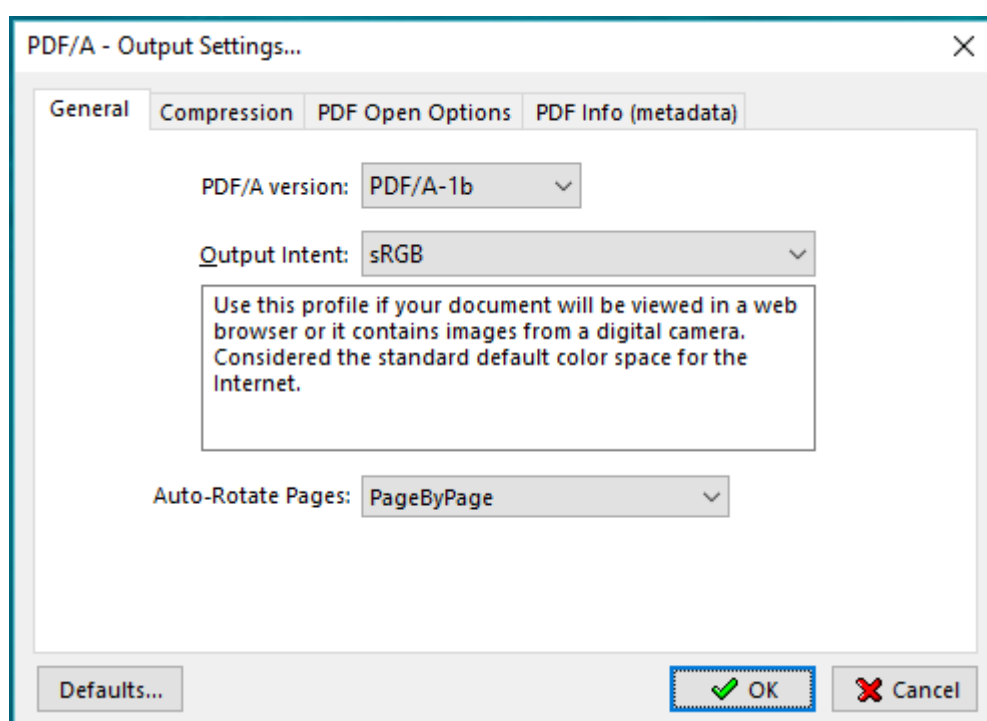 PDF/A - Output Settings...
General Compression PDF Open Options PDF Info (metadata)
PDF/A version: PDF/A-1b
Output Intent: sRGB
Use this profile if your document will be viewed in a web
browser or it contains images from a digital camera.
Considered the standard default color space for the
Internet.
Auto-Rotate Pages: PageByPage
Defaults... OK Cancel